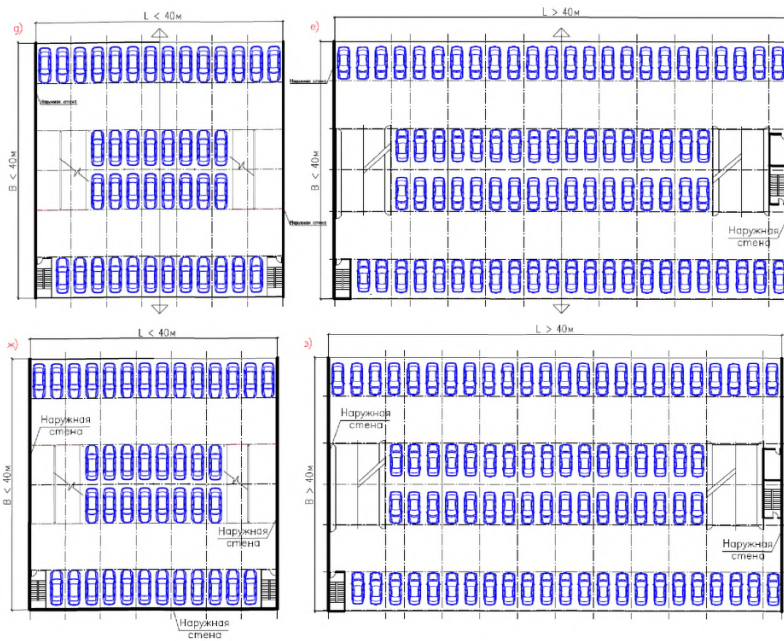 g)
L < 40м
B < 40м
Наружная стена
Наружная стена
е)
L > 40м
B < 40м
Наружная стена
Наружная
стена
ж)
L < 40м
B < 40м
Наружная
стена
Наружная
стена
Наружная
стена
з)
L > 40м
B > 40м
Наружная
стена
Наружная
стена